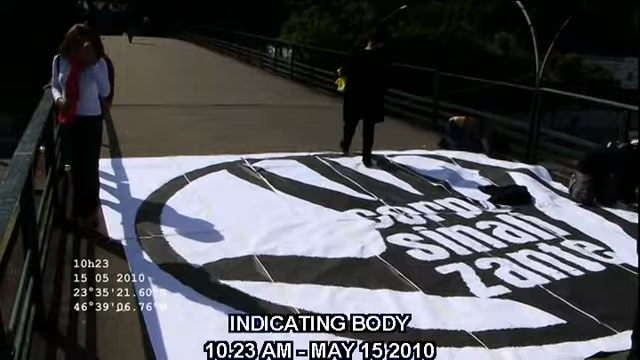 corpo
sinali
zante
10h23
15 05 2010
23°35'21.60"S
46°39'06.76"W
INDICATING BODY
10.23 AM - MAY 15 2010